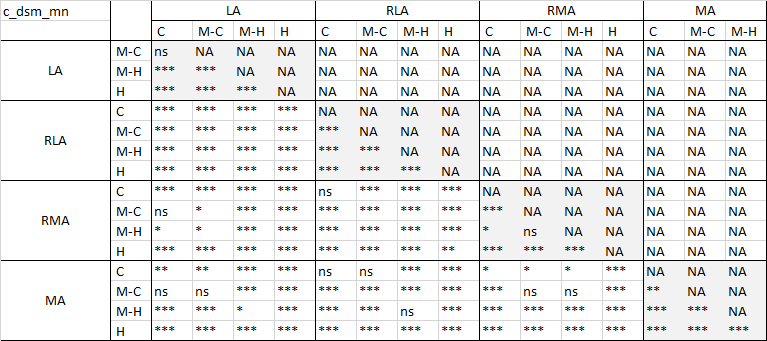 c_dsm_mn LA RLA RMA MA
C M-C M-H H C M-C M-H H C M-C M-H H C M-C M-H
LA M-C ns NA NA NA NA NA NA NA NA NA NA NA NA NA NA
M-H *** *** NA NA NA NA NA NA NA NA NA NA NA NA NA
H *** *** *** NA NA NA NA NA NA NA NA NA NA NA NA
RLA C *** *** *** *** NA NA NA NA NA NA NA NA NA NA NA
M-C *** *** *** *** *** NA NA NA NA NA NA NA NA NA NA
M-H *** *** *** *** *** *** NA NA NA NA NA NA NA NA NA
H *** *** *** *** *** *** *** NA NA NA NA NA NA NA NA
RMA C *** *** *** *** ns *** *** *** NA NA NA NA NA NA NA
M-C ns * *** *** *** *** *** *** *** NA NA NA NA NA NA
M-H * * *** *** *** *** *** *** * ns NA NA NA NA NA
H *** *** *** *** *** *** *** ** *** *** *** NA NA NA NA
MA C ** ** *** *** ns ns *** *** * * * *** NA NA NA
M-C ns ns *** *** *** *** *** *** *** ns ns *** ** NA NA
M-H *** *** * *** *** *** ns *** *** *** *** *** *** *** NA
H *** *** *** *** *** *** *** *** *** *** *** *** *** *** ***